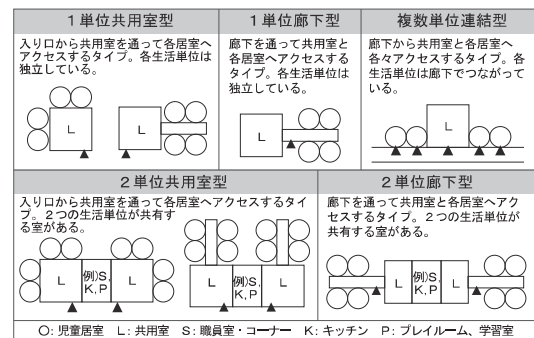 １単位共用室型
入り口から共用室を通って各居室へ
アクセスするタイプ。各生活単位は
独立している。
L
L
１単位廊下型
廊下を通って共用室と
各居室へアクセスする
タイプ。各生活単位は
独立している。
L
複数単位連結型
廊下から共用室と各居室へ
各々アクセスするタイプ。各
生活単位は廊下でつながって
いる。
L
２単位共用室型
入り口から共用室を通って各居室へアクセスするタイ
プ。２つの生活単位が共有す
る室がある。
L 例)S, L
K, P
L 例)S, L
K, P
２単位廊下型
廊下を通って共用室と各居室へアク
セスするタイプ。２つの生活単位が
共有する室がある。
L 例)S, L
K, P
○: 児童居室 L: 共用室 S: 職員室・コーナー K: キッチン P: プレイルーム、学習室